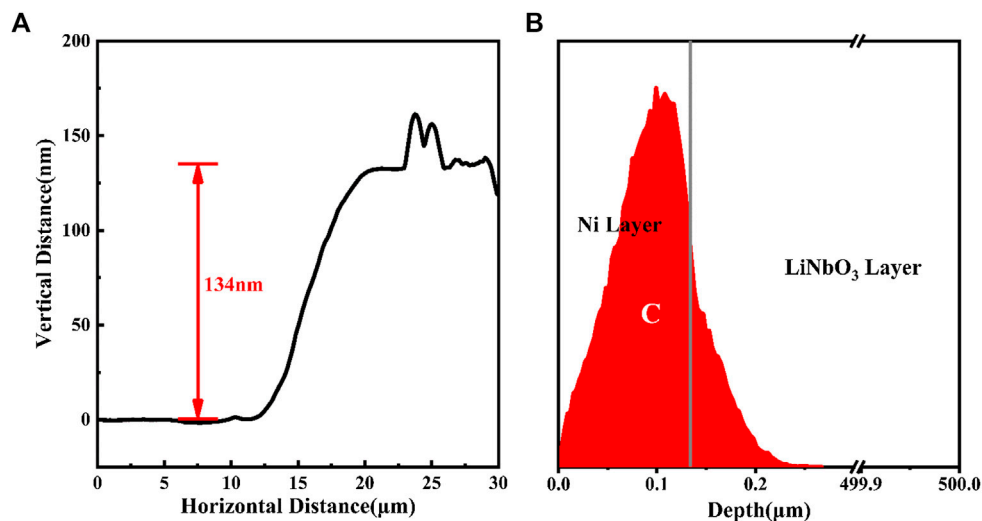 A
B
200
150
100
50
0
Vertical Distance(nm)
134nm
0 5 10 15 20 25 30
Horizontal Distance(μm)
Ni Layer
LiNbO₃ Layer
C
0.0 0.1 0.2 499.9 500.0
Depth(μm)